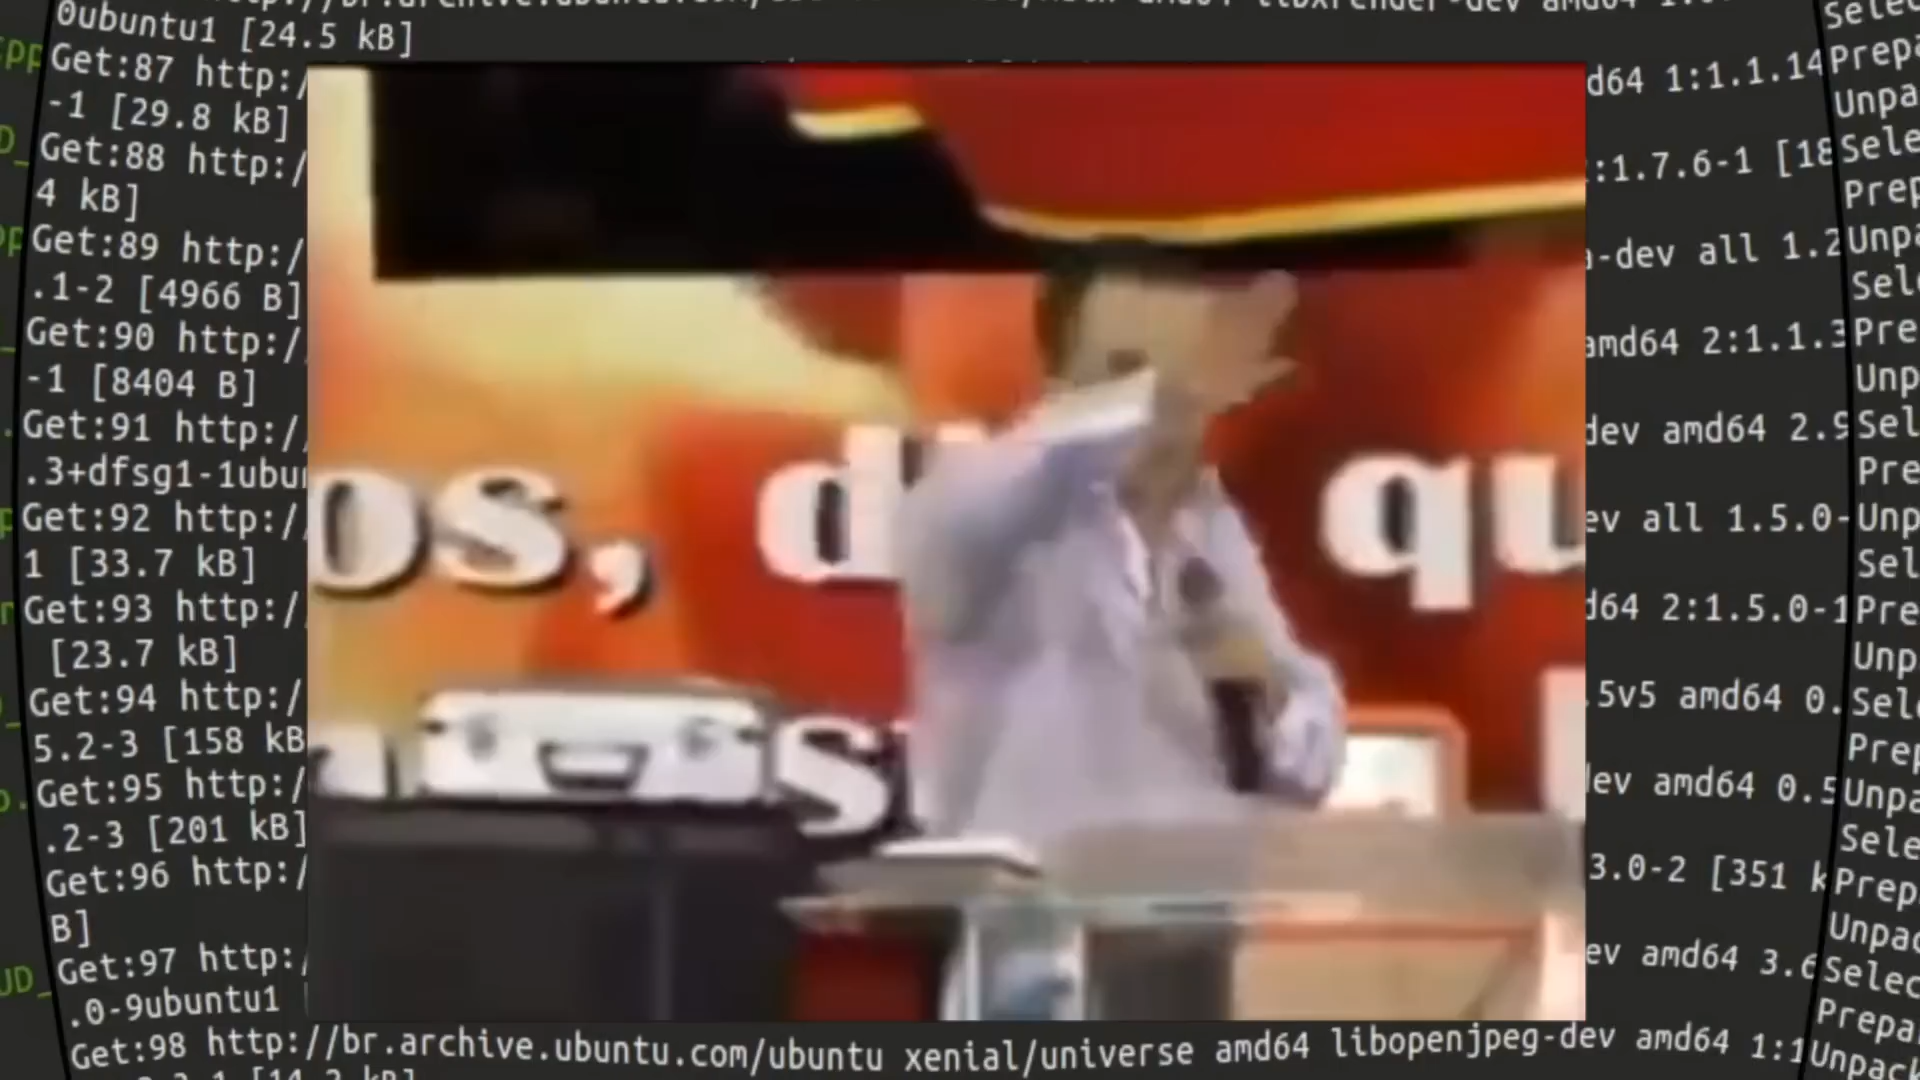 0ubuntu1 [24.5 kB]
Get:87 http:/
-1 [29.8 kB]
Get:88 http:/
4 kB]
Get:89 http:/
.1-2 [4966 B]
Get:90 http:/
-1 [8404 B]
Get:91 http:/
.3+dfsg1-1ubu
Get:92 http:/
1 [33.7 kB]
Get:93 http:/
[23.7 kB]
Get:94 http:/
5.2-3 [158 kB
Get:95 http:/
.2-3 [201 kB]
Get:96 http:/
B]
Get:97 http:
.0-9ubuntu1
Get:98 http://br.archive.ubuntu.com/ubuntu xenial/universe amd64 libopenjpeg-dev amd64 1:1
os, d qu
s
d64 1:1.1.14
:1.7.6-1 [18
-dev all 1.2
amd64 2:1.1.3
dev amd64 2.9
ev all 1.5.0-
d64 2:1.5.0-1
.5v5 amd64 0.
dev amd64 0.5
3.0-2 [351 k
ev amd64 3.6
Selec
Prepa
Unpa
Sele
Prep
Unpa
Sele
Pre
Unp
Sel
Pre
Unp
Sel
Pre
Unp
Sel
Prep
Unpa
Sele
Prep
Unpac
Selec
Prepa
Unpack